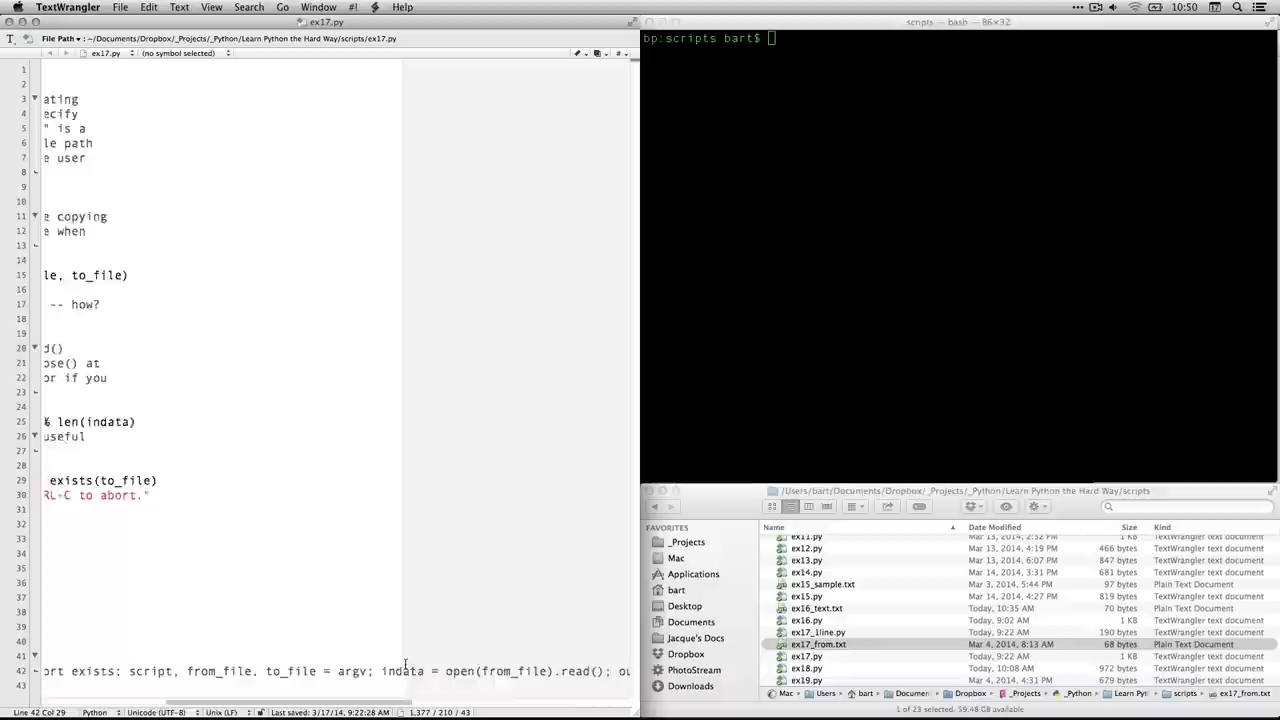 TextWrangler File Edit Text View Search Go Window #! Help 10:50
ex17.py
File Path ▾ : ~/Documents/Dropbox/_Projects/_Python/Learn Python the Hard Way/scripts/ex17.py
ex17.py (no symbol selected)
1
2
3 ating
4 ecify
5 " is a
6 le path
7 e user
8
9
10
11 e copying
12 e when
13
14
15 le, to_file)
16
17 -- how?
18
19
20 d()
21 ose() at
22 or if you
23
24
25 % len(indata)
26 useful
27
28
29 exists(to_file)
30 RL-C to abort."
31
32
33
34
35
36
37
38
39
40
41
42 ort exists; script, from_file, to_file = argv; indata = open(from_file).read(); ou
43
Line 42 Col 29 Python Unicode (UTF-8) Unix (LF) Last saved: 3/17/14, 9:22:28 AM 1,377 / 210 / 43
scripts — bash — 86×32
bp:scripts bart$
/Users/bart/Documents/Dropbox/_Projects/_Python/Learn Python the Hard Way/scripts
FAVORITES
_Projects
Mac
Applications
bart
Desktop
Documents
Jacque's Docs
Dropbox
PhotoStream
Downloads
Name Date Modified Size Kind
ex11.py Mar 13, 2014, 2:52 PM 1 KB TextWrangler text document
ex12.py Mar 13, 2014, 4:19 PM 466 bytes TextWrangler text document
ex13.py Mar 13, 2014, 6:07 PM 847 bytes TextWrangler text document
ex14.py Mar 14, 2014, 3:31 PM 681 bytes TextWrangler text document
ex15_sample.txt Mar 3, 2014, 5:44 PM 97 bytes Plain Text Document
ex15.py Mar 14, 2014, 4:27 PM 819 bytes TextWrangler text document
ex16_text.txt Today, 10:35 AM 70 bytes Plain Text Document
ex16.py Today, 9:02 AM 1 KB TextWrangler text document
ex17_1line.py Today, 9:22 AM 190 bytes TextWrangler text document
ex17_from.txt Mar 4, 2014, 8:13 AM 68 bytes Plain Text Document
ex17.py Today, 9:22 AM 1 KB TextWrangler text document
ex18.py Today, 10:08 AM 972 bytes TextWrangler text document
ex19.py Mar 4, 2014, 4:31 PM 1 KB TextWrangler text document
Mac Users bart Documen Dropbox _Projects _Python Learn Pyth scripts ex17_from.txt
1 of 23 selected, 59.48 GB available